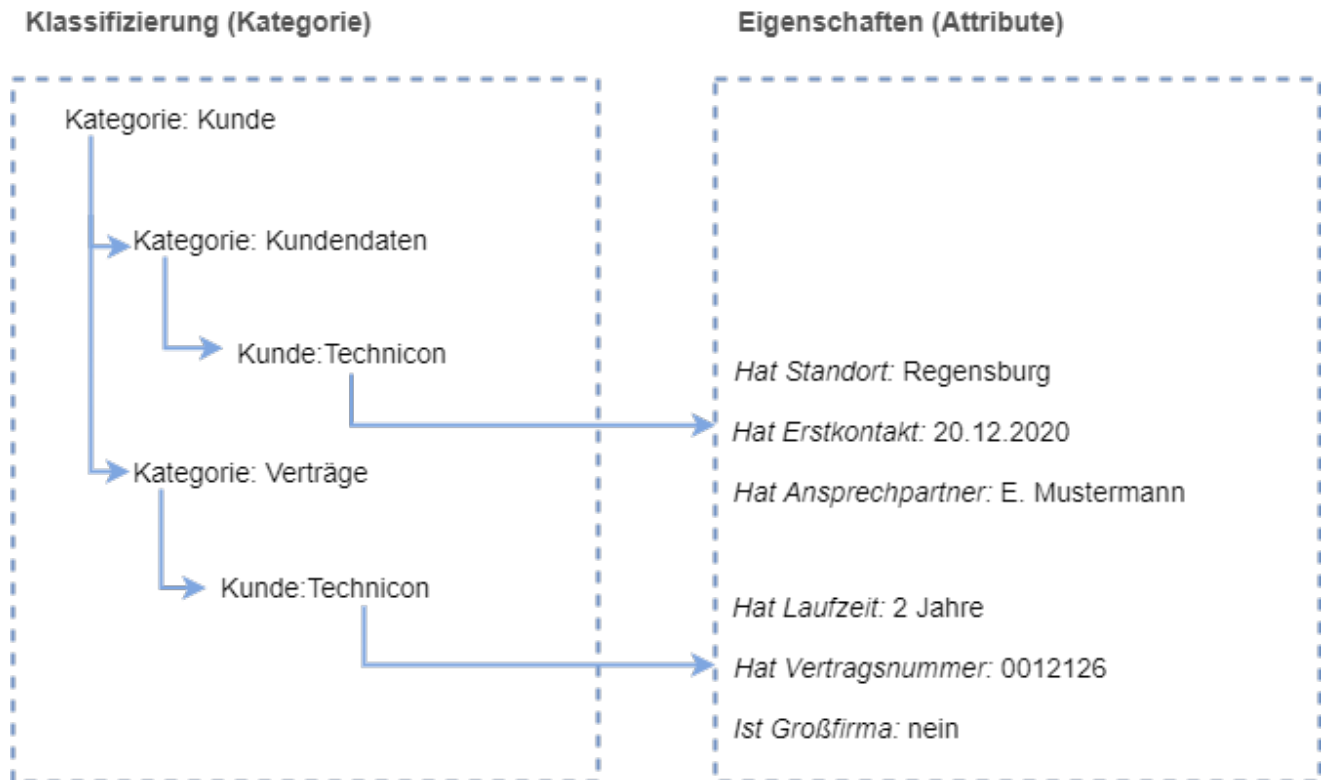 Klassifizierung (Kategorie)
Eigenschaften (Attribute)
Kategorie: Kunde
Kategorie: Kundendaten
Kunde:Technicon
Hat Standort: Regensburg
Hat Erstkontakt: 20.12.2020
Hat Ansprechpartner: E. Mustermann
Kategorie: Verträge
Kunde:Technicon
Hat Laufzeit: 2 Jahre
Hat Vertragsnummer: 0012126
Ist Großfirma: nein